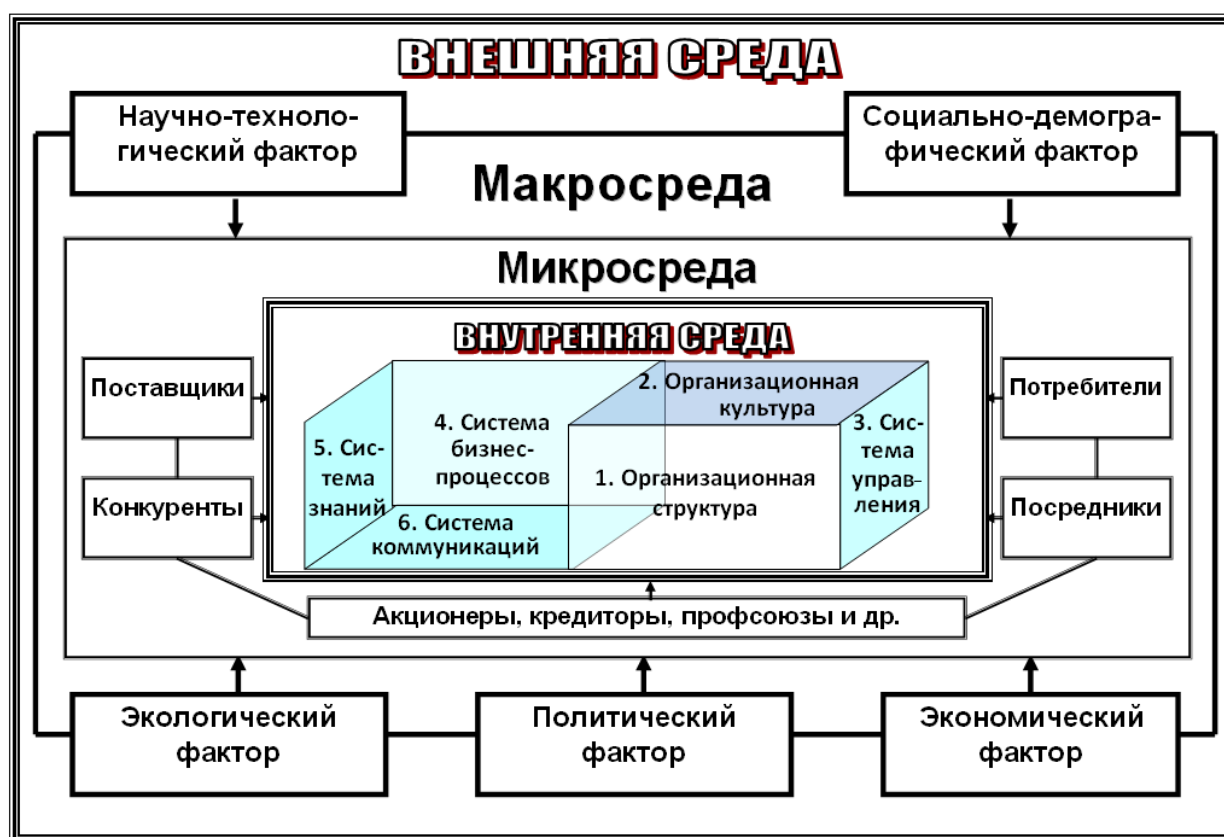 ВНЕШНЯЯ СРЕДА
Научно-техноло-
гический фактор
Социально-демогра-
фический фактор
Макросреда
Микросреда
ВНУТРЕННЯЯ СРЕДА
Поставщики
Конкуренты
5. Сис-
тема
знаний
4. Система
бизнес-
процессов
6. Система
коммуникаций
2. Организационная
культура
1. Организационная
структура
3. Сис-
тема
управ-
ления
Потребители
Посредники
Акционеры, кредиторы, профсоюзы и др.
Экологический
фактор
Политический
фактор
Экономический
фактор